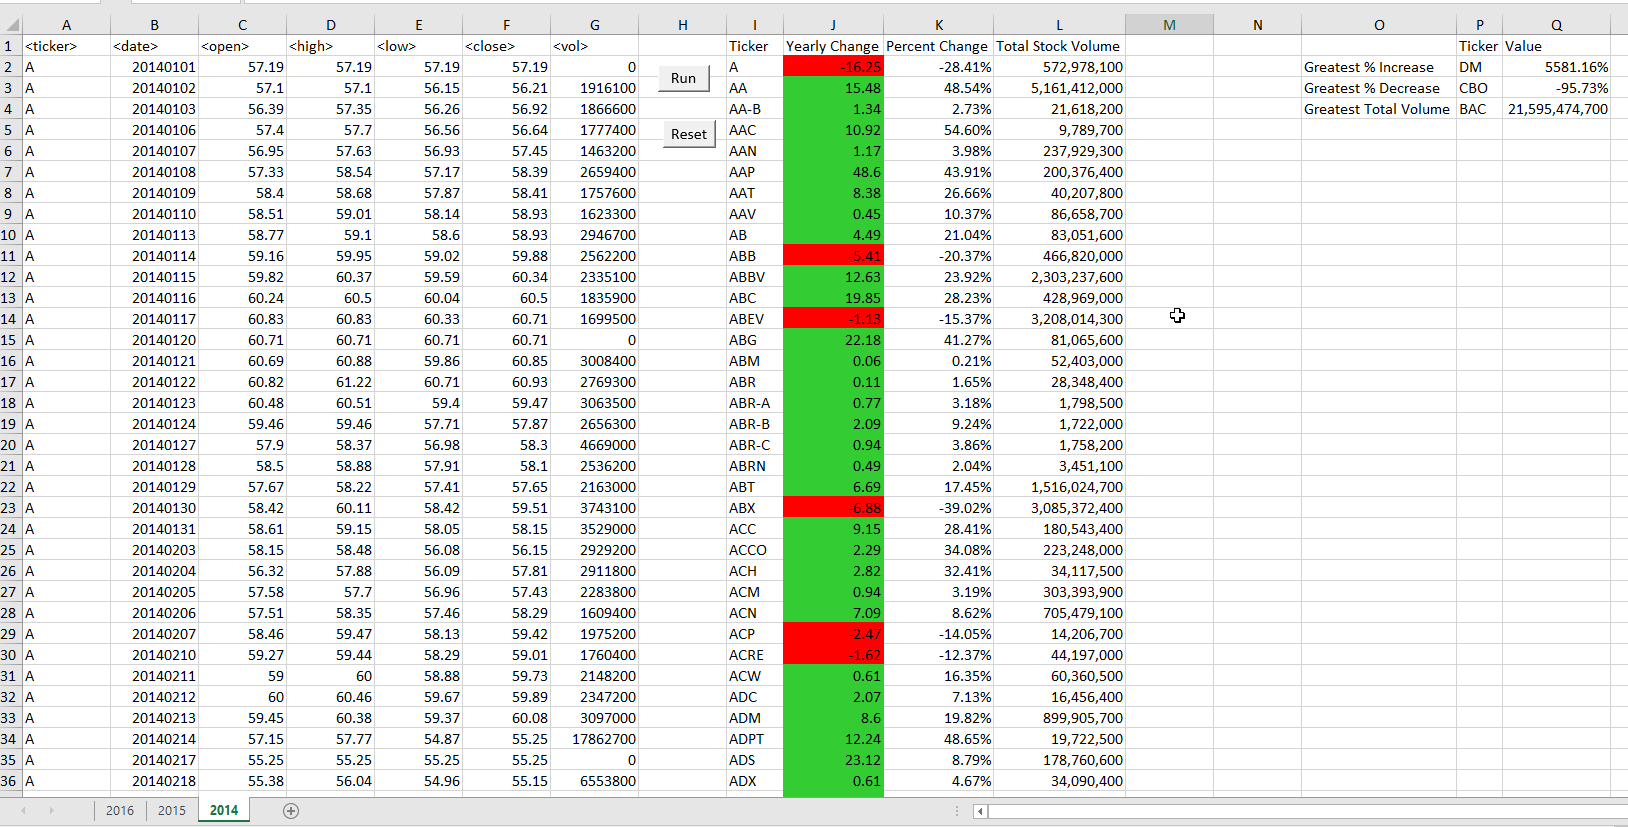 A B C D E F G H I J K L M N O P Q
1 <ticker> <date> <open> <high> <low> <close> <vol> Ticker Yearly Change Percent Change Total Stock Volume Ticker Value
2 A 20140101 57.19 57.19 57.19 57.19 0 Run A -16.25 -28.41% 572,978,100 Greatest % Increase DM 5581.16%
3 A 20140102 57.1 57.1 56.15 56.21 1916100 AA 15.48 48.54% 5,161,412,000 Greatest % Decrease CBO -95.73%
4 A 20140103 56.39 57.35 56.26 56.92 1866600 AA-B 1.34 2.73% 21,618,200 Greatest Total Volume BAC 21,595,474,700
5 A 20140106 57.4 57.7 56.56 56.64 1777400 Reset AAC 10.92 54.60% 9,789,700
6 A 20140107 56.95 57.63 56.93 57.45 1463200 AAN 1.17 3.98% 237,929,300
7 A 20140108 57.33 58.54 57.17 58.39 2659400 AAP 48.6 43.91% 200,376,400
8 A 20140109 58.4 58.68 57.87 58.41 1757600 AAT 8.38 26.66% 40,207,800
9 A 20140110 58.51 59.01 58.14 58.93 1623300 AAV 0.45 10.37% 86,658,700
10 A 20140113 58.77 59.1 58.6 58.93 2946700 AB 4.49 21.04% 83,051,600
11 A 20140114 59.16 59.95 59.02 59.88 2562200 ABB -5.41 -20.37% 466,820,000
12 A 20140115 59.82 60.37 59.59 60.34 2335100 ABBV 12.63 23.92% 2,303,237,600
13 A 20140116 60.24 60.5 60.04 60.5 1835900 ABC 19.85 28.23% 428,969,000
14 A 20140117 60.83 60.83 60.33 60.71 1699500 ABEV -1.13 -15.37% 3,208,014,300
15 A 20140120 60.71 60.71 60.71 60.71 0 ABG 22.18 41.27% 81,065,600
16 A 20140121 60.69 60.88 59.86 60.85 3008400 ABM 0.06 0.21% 52,403,000
17 A 20140122 60.82 61.22 60.71 60.93 2769300 ABR 0.11 1.65% 28,348,400
18 A 20140123 60.48 60.51 59.4 59.47 3063500 ABR-A 0.77 3.18% 1,798,500
19 A 20140124 59.46 59.46 57.71 57.87 2656300 ABR-B 2.09 9.24% 1,722,000
20 A 20140127 57.9 58.37 56.98 58.3 4669000 ABR-C 0.94 3.86% 1,758,200
21 A 20140128 58.5 58.88 57.91 58.1 2536200 ABRN 0.49 2.04% 3,451,100
22 A 20140129 57.67 58.22 57.41 57.65 2163000 ABT 6.69 17.45% 1,516,024,700
23 A 20140130 58.42 60.11 58.42 59.51 3743100 ABX -6.88 -39.02% 3,085,372,400
24 A 20140131 58.61 59.15 58.05 58.15 3529000 ACC 9.15 28.41% 180,543,400
25 A 20140203 58.15 58.48 56.08 56.15 2929200 ACCO 2.29 34.08% 223,248,000
26 A 20140204 56.32 57.88 56.09 57.81 2911800 ACH 2.82 32.41% 34,117,500
27 A 20140205 57.58 57.7 56.96 57.43 2283800 ACM 0.94 3.19% 303,393,900
28 A 20140206 57.51 58.35 57.46 58.29 1609400 ACN 7.09 8.62% 705,479,100
29 A 20140207 58.46 59.47 58.13 59.42 1975200 ACP -2.47 -14.05% 14,206,700
30 A 20140210 59.27 59.44 58.29 59.01 1760400 ACRE -1.62 -12.37% 44,197,000
31 A 20140211 59 60 58.88 59.73 2148200 ACW 0.61 16.35% 60,360,500
32 A 20140212 60 60.46 59.67 59.89 2347200 ADC 2.07 7.13% 16,456,400
33 A 20140213 59.45 60.38 59.37 60.08 3097000 ADM 8.6 19.82% 899,905,700
34 A 20140214 57.15 57.77 54.87 55.25 17862700 ADPT 12.24 48.65% 19,722,500
35 A 20140217 55.25 55.25 55.25 55.25 0 ADS 23.12 8.79% 178,760,600
36 A 20140218 55.38 56.04 54.96 55.15 6553800 ADX 0.61 4.67% 34,090,400
2016 2015 2014